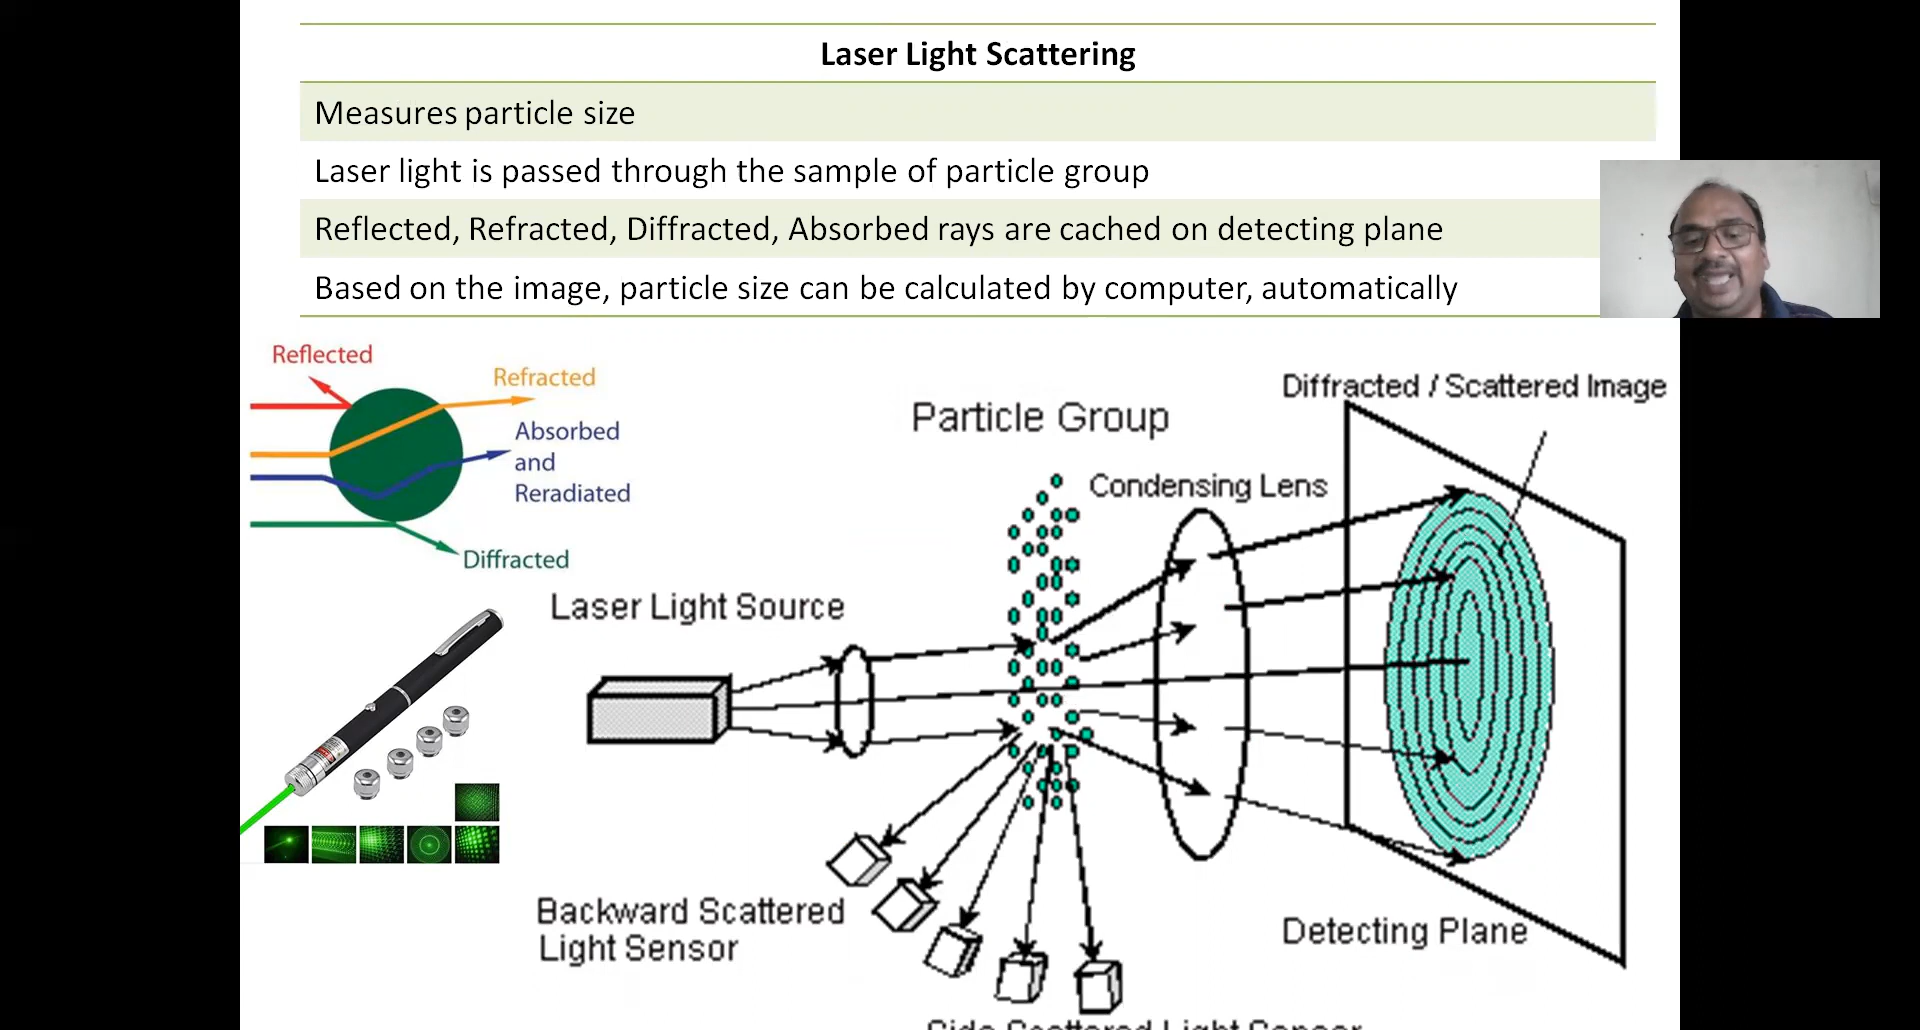 Laser Light Scattering
Measures particle size
Laser light is passed through the sample of particle group
Reflected, Refracted, Diffracted, Absorbed rays are cached on detecting plane
Based on the image, particle size can be calculated by computer, automatically
Reflected
Refracted
Absorbed
and
Reradiated
Diffracted
Particle Group
Diffracted / Scattered Image
Condensing Lens
Laser Light Source
Backward Scattered
Light Sensor
Detecting Plane
Side Scattered Light Sensor